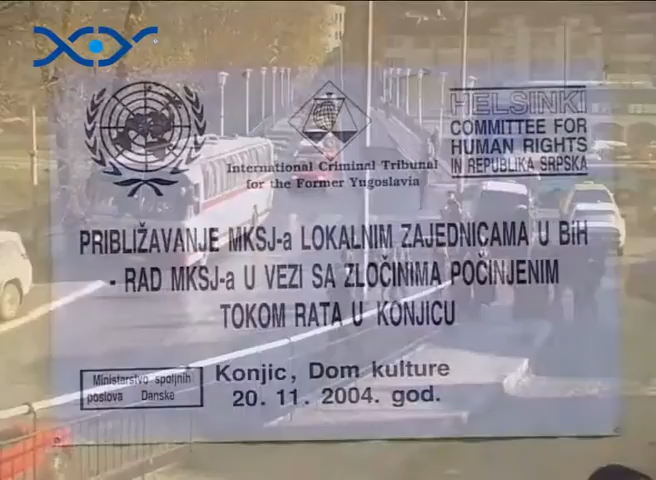 International Criminal Tribunal
for the Former Yugoslavia
HELSINKI
COMMITTEE FOR
HUMAN RIGHTS
IN REPUBLIKA SRPSKA
PRIBLIŽAVANJE MKSJ-a LOKALNIM ZAJEDNICAMA U BiH
- RAD MKSJ-a U VEZI SA ZLOČINIMA POČINJENIM
TOKOM RATA U KONJICU
Ministarstvo spoljnih
poslova Danske
Konjic, Dom kulture
20. 11. 2004. god.